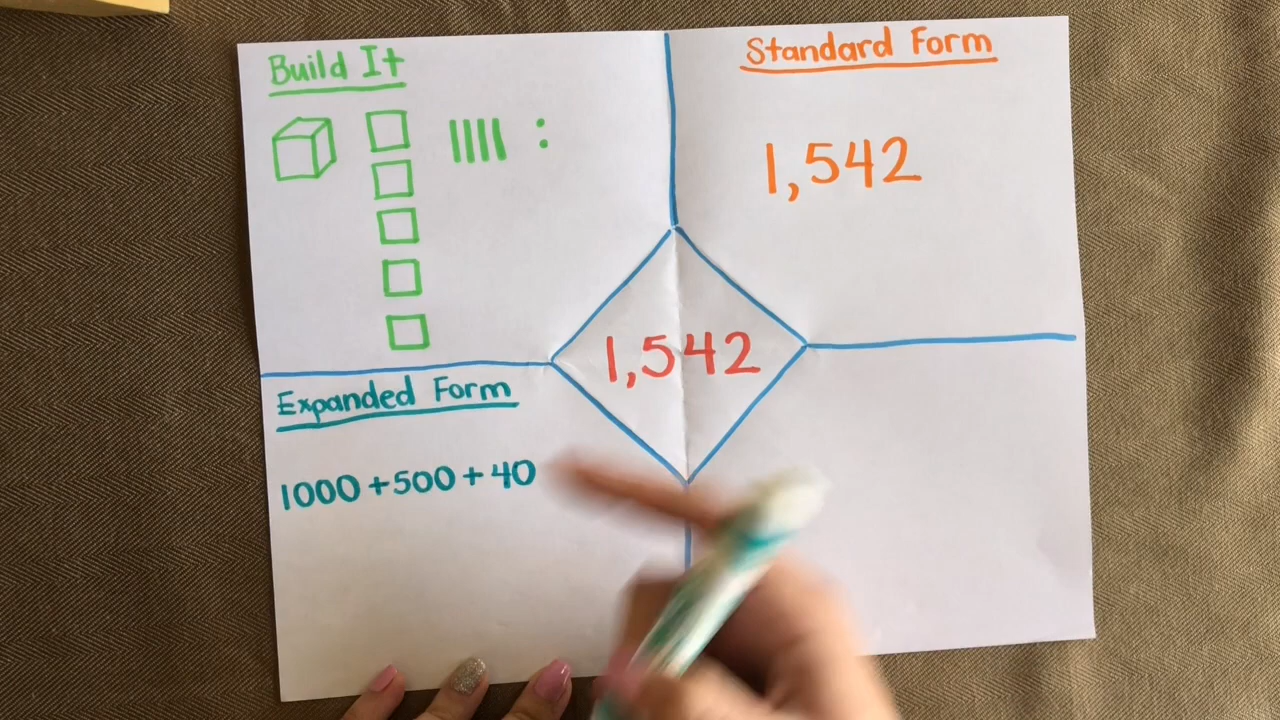 Build It
Standard Form
1,542
1,542
Expanded Form
1000 + 500 + 40